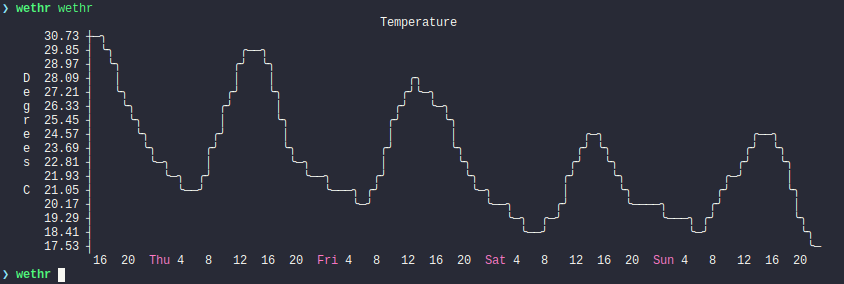 ❯ wethr wethr
Temperature
30.73
29.85
28.97
D 28.09
e 27.21
g 26.33
r 25.45
e 24.57
e 23.69
s 22.81
21.93
C 21.05
20.17
19.29
18.41
17.53
16 20 Thu 4 8 12 16 20 Fri 4 8 12 16 20 Sat 4 8 12 16 20 Sun 4 8 12 16 20
❯ wethr